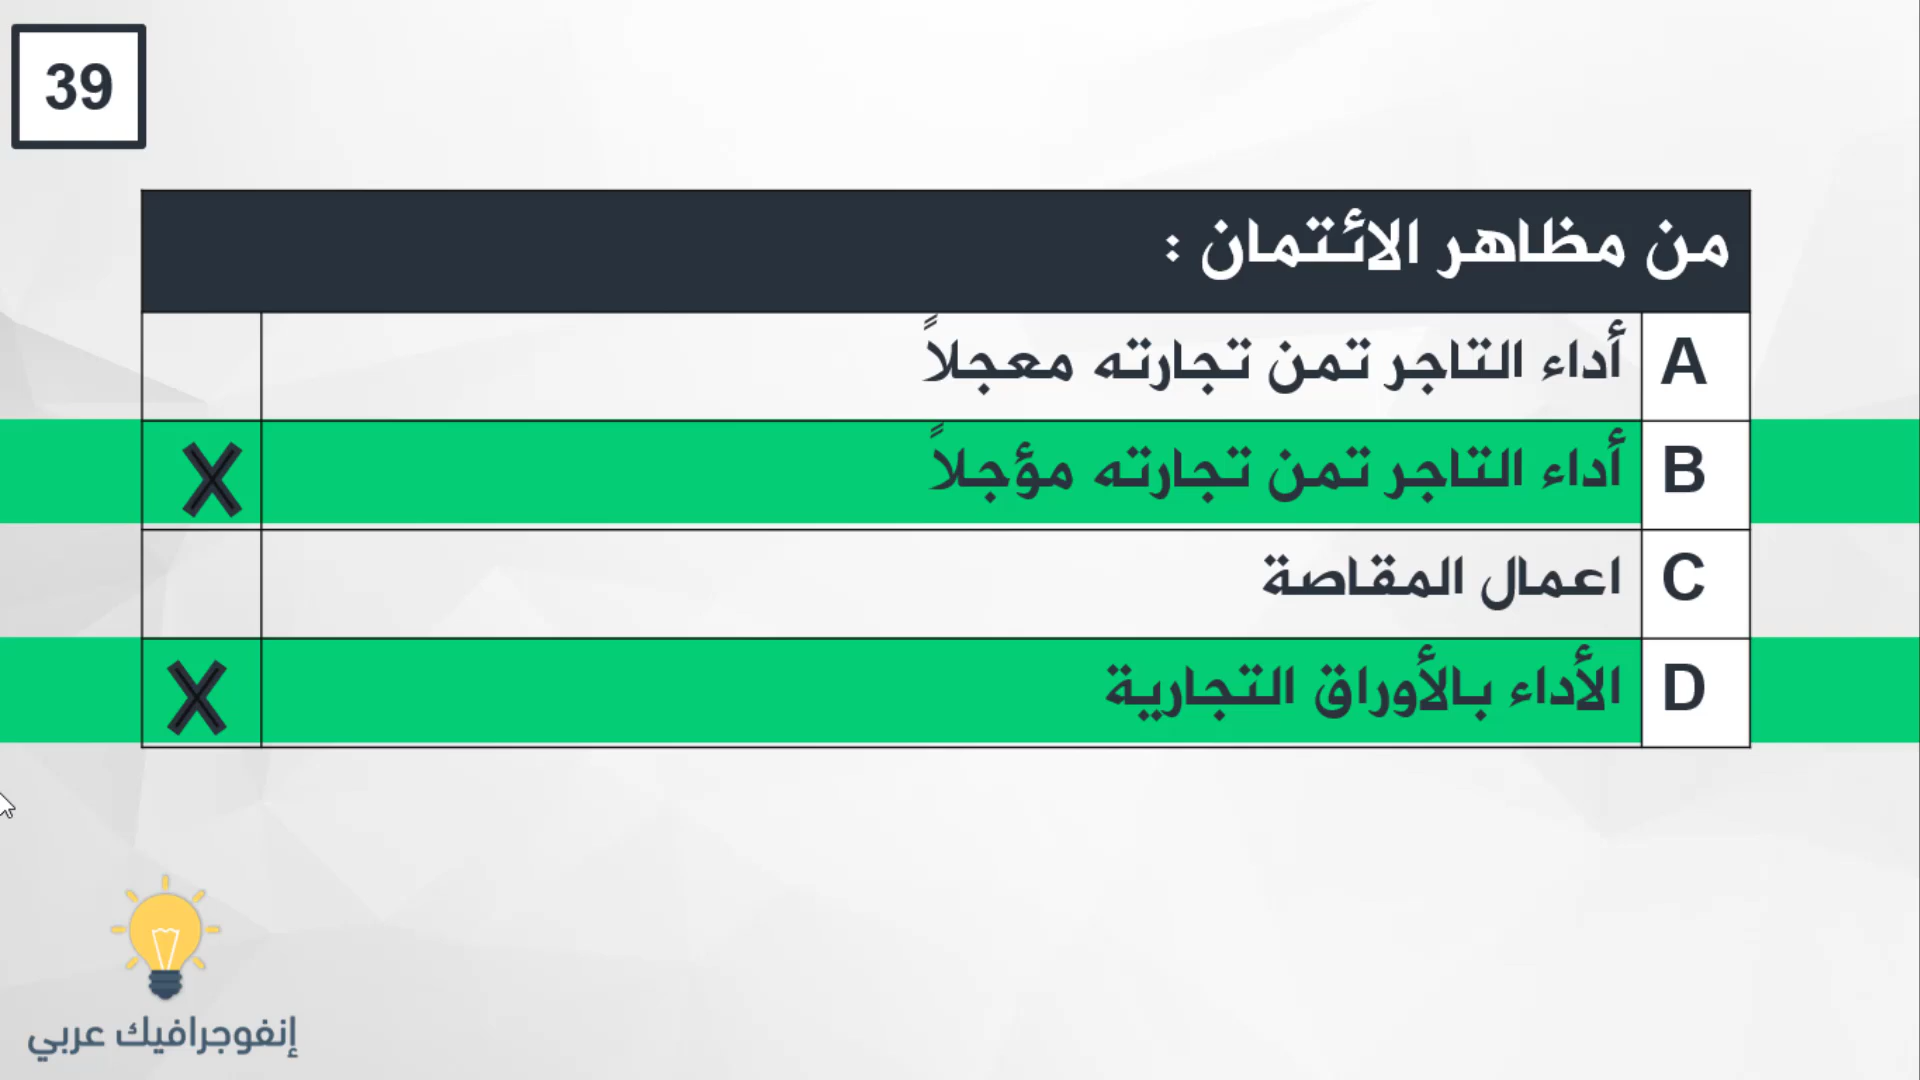 39
من مظاهر الائتمان :
A أداء التاجر تمن تجارته معجلاً
B أداء التاجر تمن تجارته مؤجلاً X
C اعمال المقاصة
D الأداء بالأوراق التجارية X
إنفوجرافيك عربي